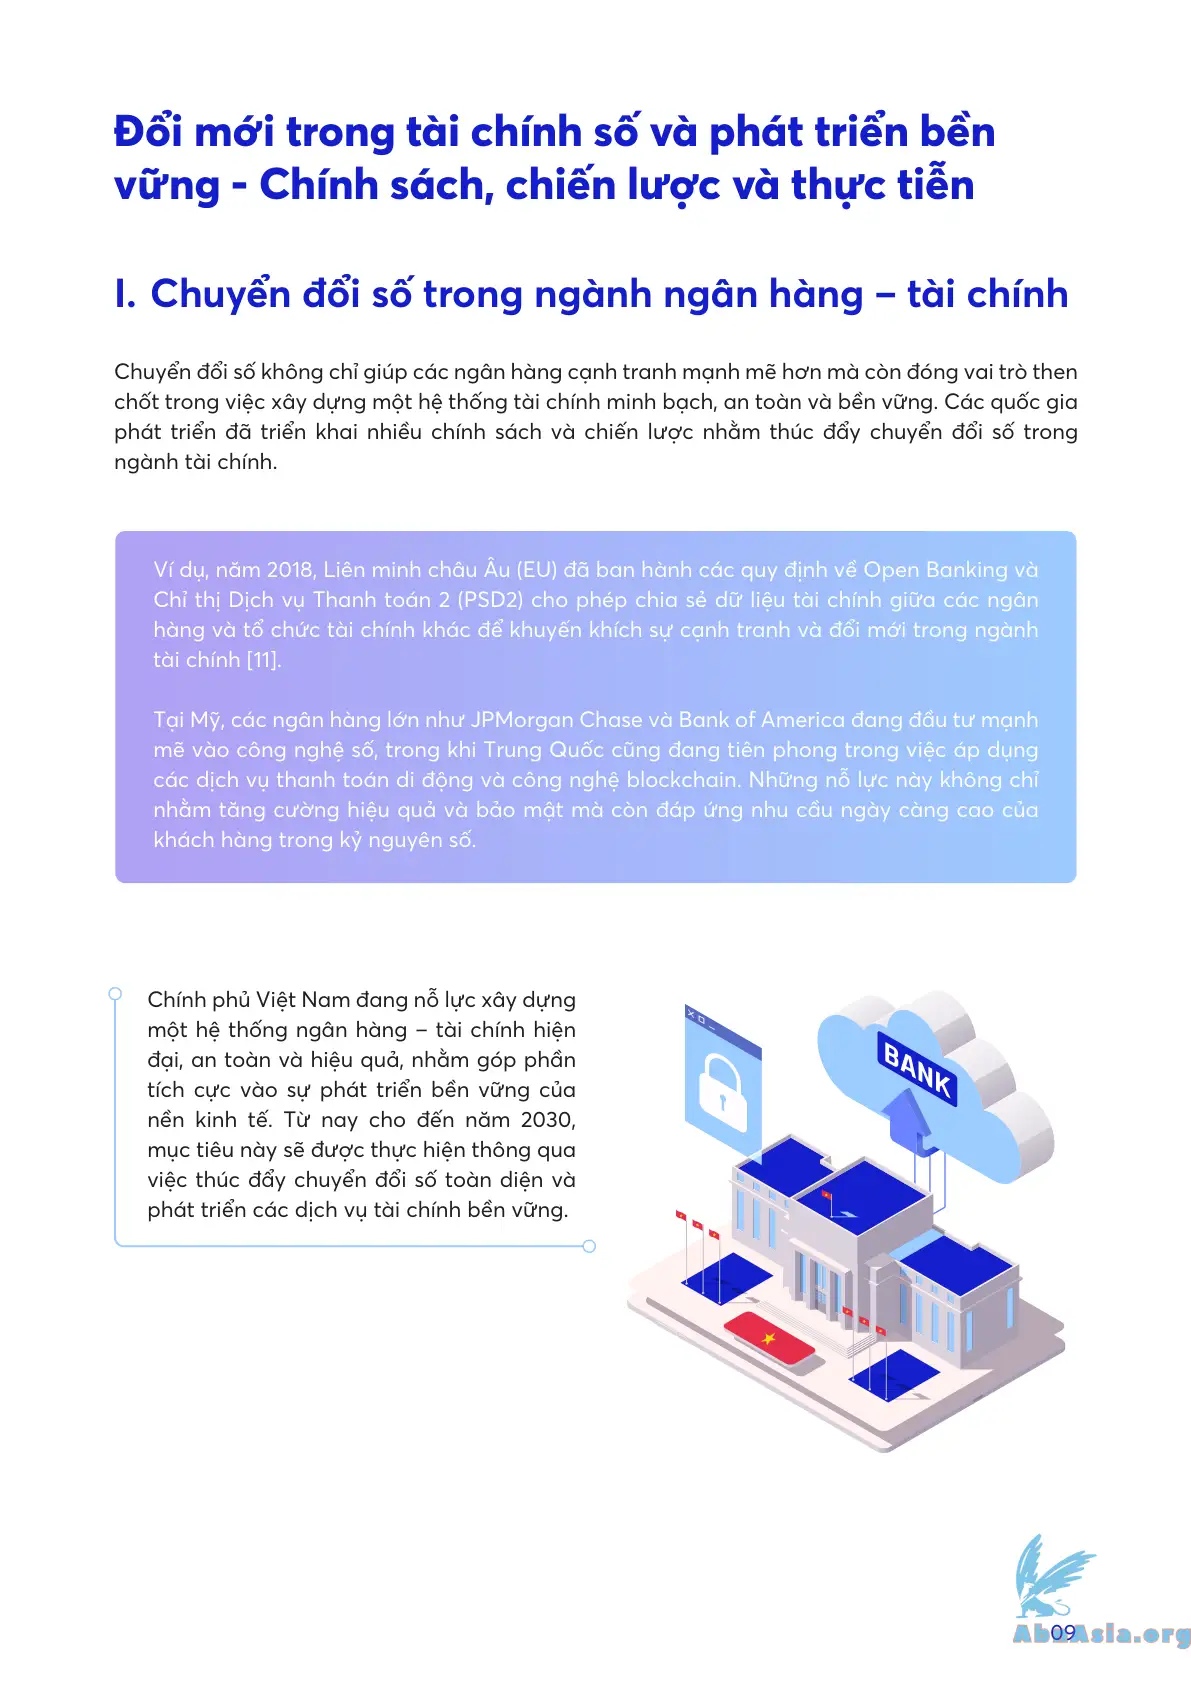 Đổi mới trong tài chính số và phát triển bền
vững - Chính sách, chiến lược và thực tiễn
I. Chuyển đổi số trong ngành ngân hàng – tài chính
Chuyển đổi số không chỉ giúp các ngân hàng cạnh tranh mạnh mẽ hơn mà còn đóng vai trò then
chốt trong việc xây dựng một hệ thống tài chính minh bạch, an toàn và bền vững. Các quốc gia
phát triển đã triển khai nhiều chính sách và chiến lược nhằm thúc đẩy chuyển đổi số trong
ngành tài chính.
Ví dụ, năm 2018, Liên minh châu Âu (EU) đã ban hành các quy định về Open Banking và
Chỉ thị Dịch vụ Thanh toán 2 (PSD2) cho phép chia sẻ dữ liệu tài chính giữa các ngân
hàng và tổ chức tài chính khác để khuyến khích sự cạnh tranh và đổi mới trong ngành
tài chính [11].
Tại Mỹ, các ngân hàng lớn như JPMorgan Chase và Bank of America đang đầu tư mạnh
mẽ vào công nghệ số, trong khi Trung Quốc cũng đang tiên phong trong việc áp dụng
các dịch vụ thanh toán di động và công nghệ blockchain. Những nỗ lực này không chỉ
nhằm tăng cường hiệu quả và bảo mật mà còn đáp ứng nhu cầu ngày càng cao của
khách hàng trong kỷ nguyên số.
Chính phủ Việt Nam đang nỗ lực xây dựng
một hệ thống ngân hàng – tài chính hiện
đại, an toàn và hiệu quả, nhằm góp phần
tích cực vào sự phát triển bền vững của
nền kinh tế. Từ nay cho đến năm 2030,
mục tiêu này sẽ được thực hiện thông qua
việc thúc đẩy chuyển đổi số toàn diện và
phát triển các dịch vụ tài chính bền vững.
BANK
09